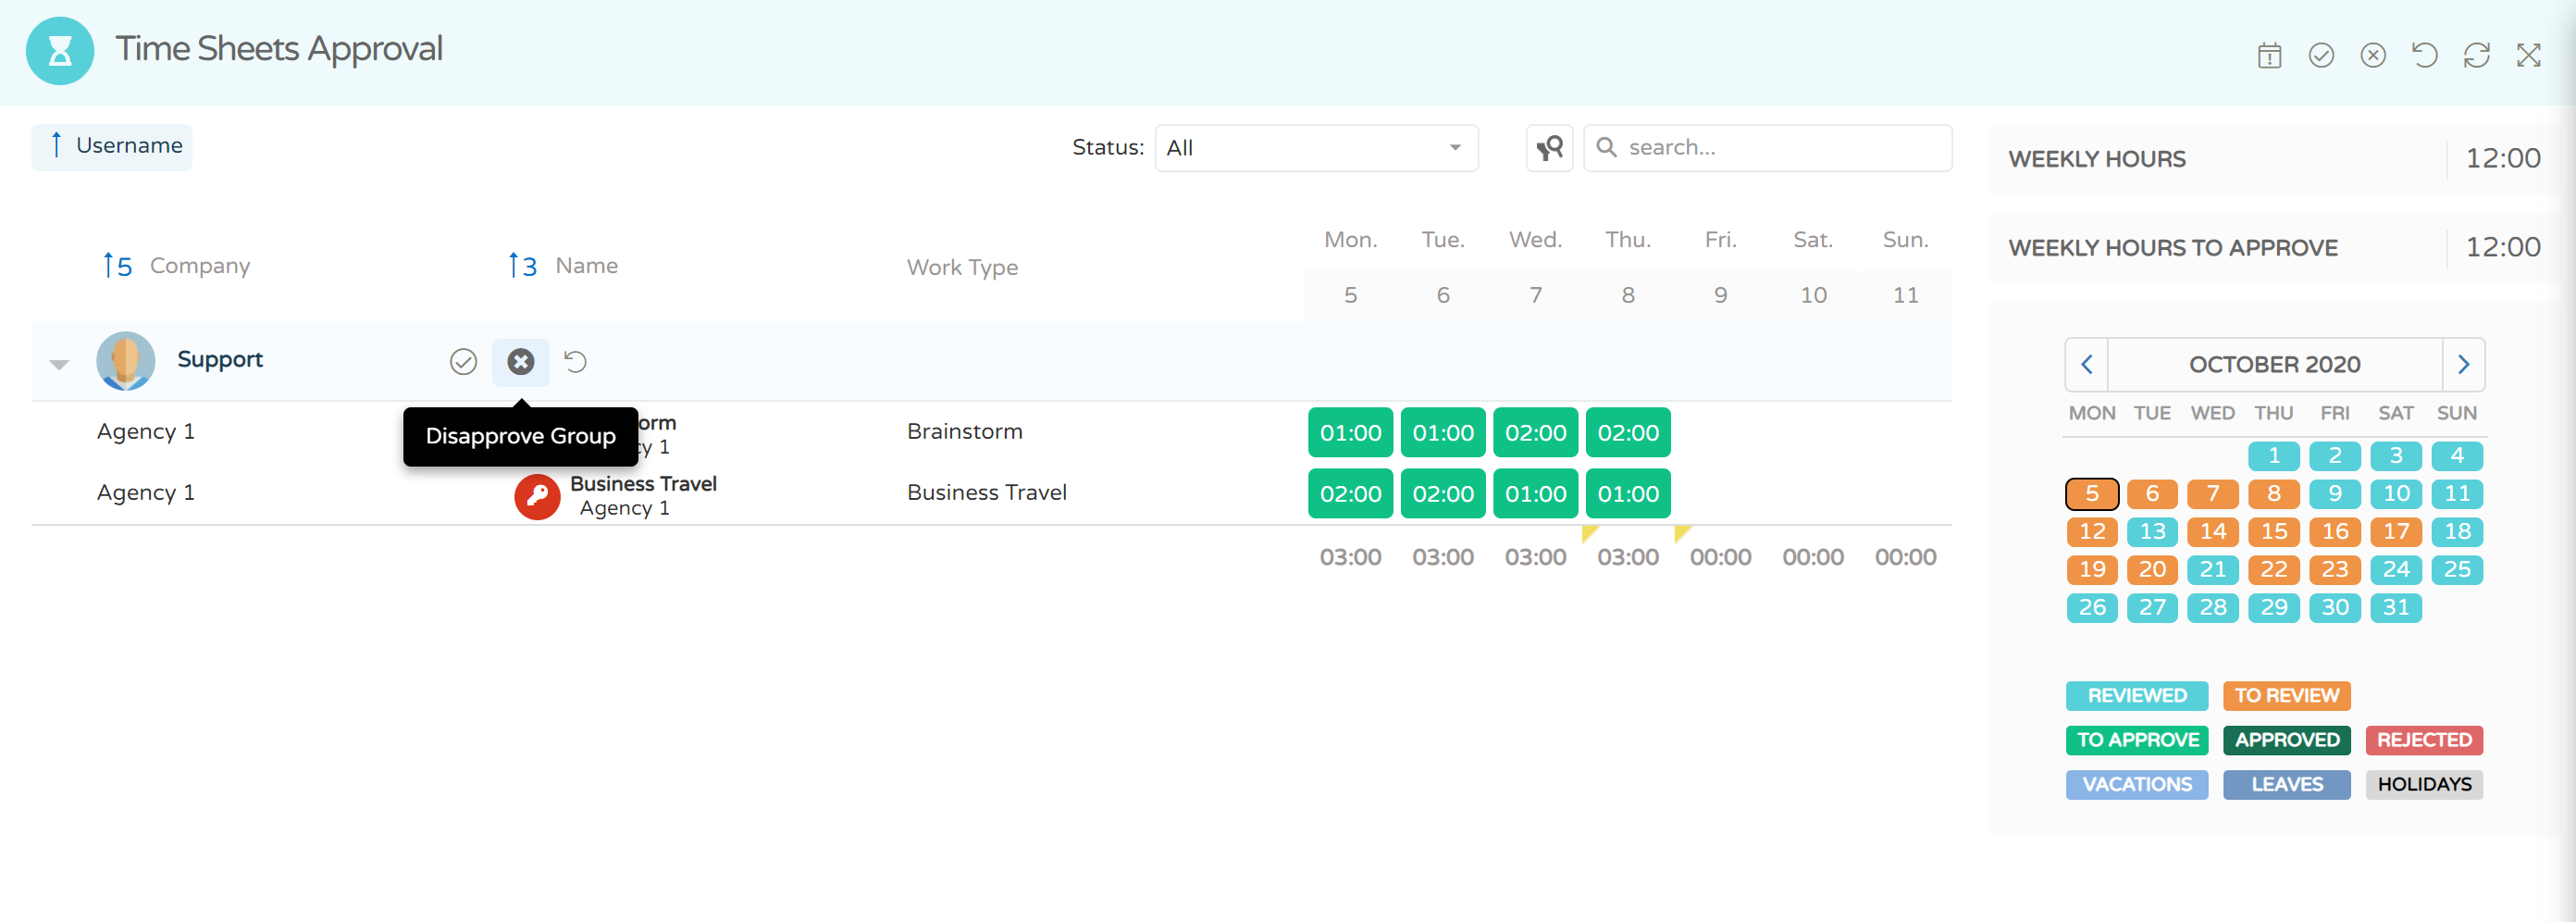 Time Sheets Approval
Username
Status: All
search...
WEEKLY HOURS 12:00
WEEKLY HOURS TO APPROVE 12:00
Mon. Tue. Wed. Thu. Fri. Sat. Sun.
5 Company 3 Name Work Type
5 6 7 8 9 10 11
Support
Disapprove Group
Agency 1 orm Brainstorm 01:00 01:00 02:00 02:00
cy 1
Agency 1 Business Travel Business Travel 02:00 02:00 01:00 01:00
Agency 1
03:00 03:00 03:00 03:00 00:00 00:00 00:00
OCTOBER 2020
MON TUE WED THU FRI SAT SUN
1 2 3 4
5 6 7 8 9 10 11
12 13 14 15 16 17 18
19 20 21 22 23 24 25
26 27 28 29 30 31
REVIEWED TO REVIEW
TO APPROVE APPROVED REJECTED
VACATIONS LEAVES HOLIDAYS